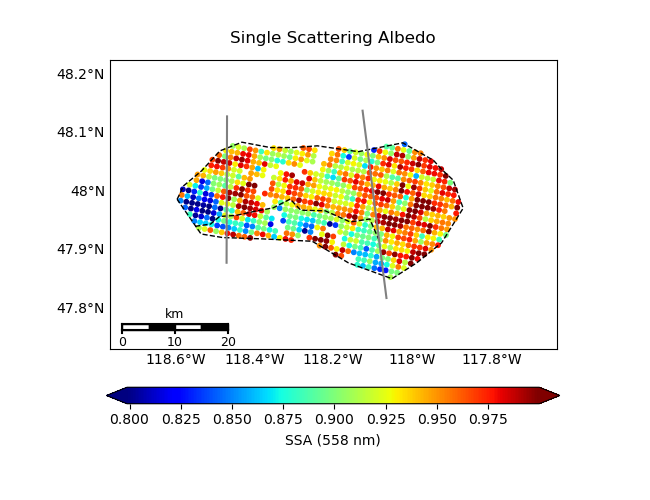 Single Scattering Albedo
48.2°N
48.1°N
48°N
47.9°N
47.8°N
km
0 10 20
118.6°W 118.4°W 118.2°W 118°W 117.8°W
0.800 0.825 0.850 0.875 0.900 0.925 0.950 0.975
SSA (558 nm)